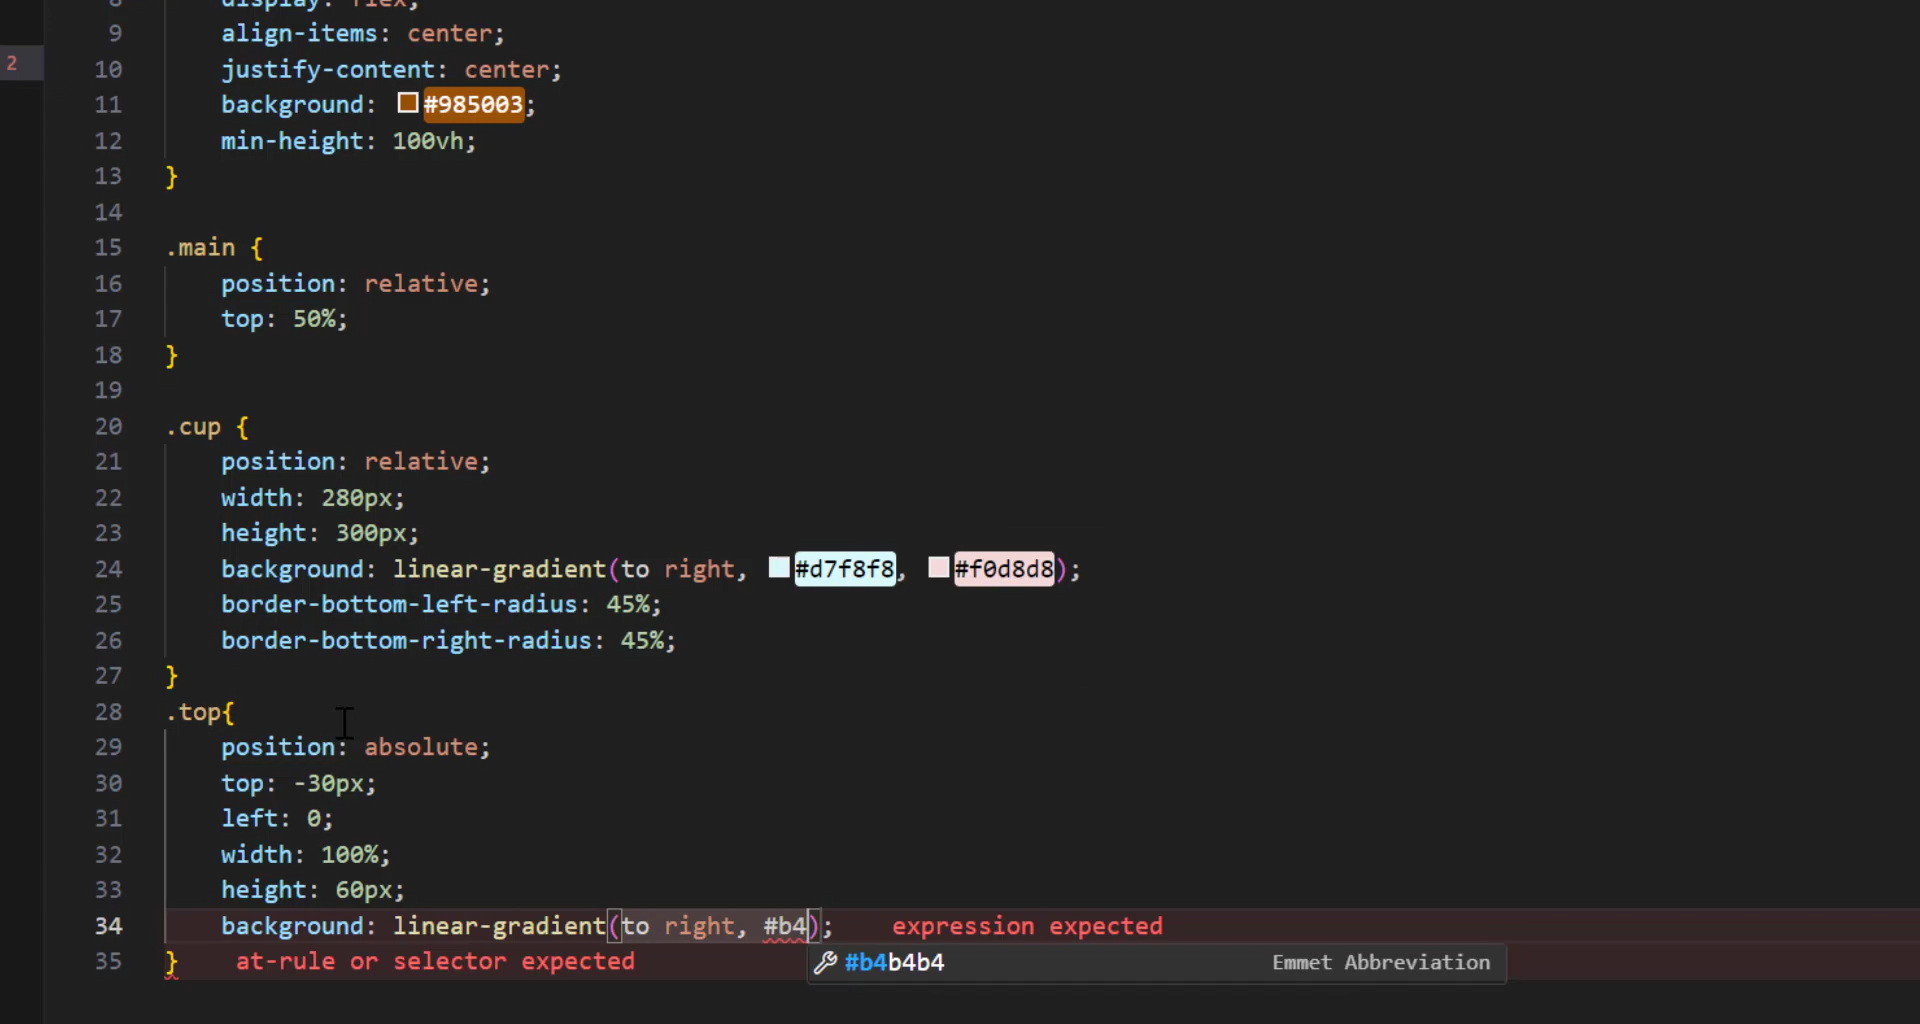 8 display: flex;
9 align-items: center;
2
10 justify-content: center;
11 background: #985003;
12 min-height: 100vh;
13 }
14
15 .main {
16 position: relative;
17 top: 50%;
18 }
19
20 .cup {
21 position: relative;
22 width: 280px;
23 height: 300px;
24 background: linear-gradient(to right, #d7f8f8, #f0d8d8);
25 border-bottom-left-radius: 45%;
26 border-bottom-right-radius: 45%;
27 }
28 .top{
29 position: absolute;
30 top: -30px;
31 left: 0;
32 width: 100%;
33 height: 60px;
34 background: linear-gradient(to right, #b4); expression expected
35 } at-rule or selector expected
#b4b4b4 Emmet Abbreviation